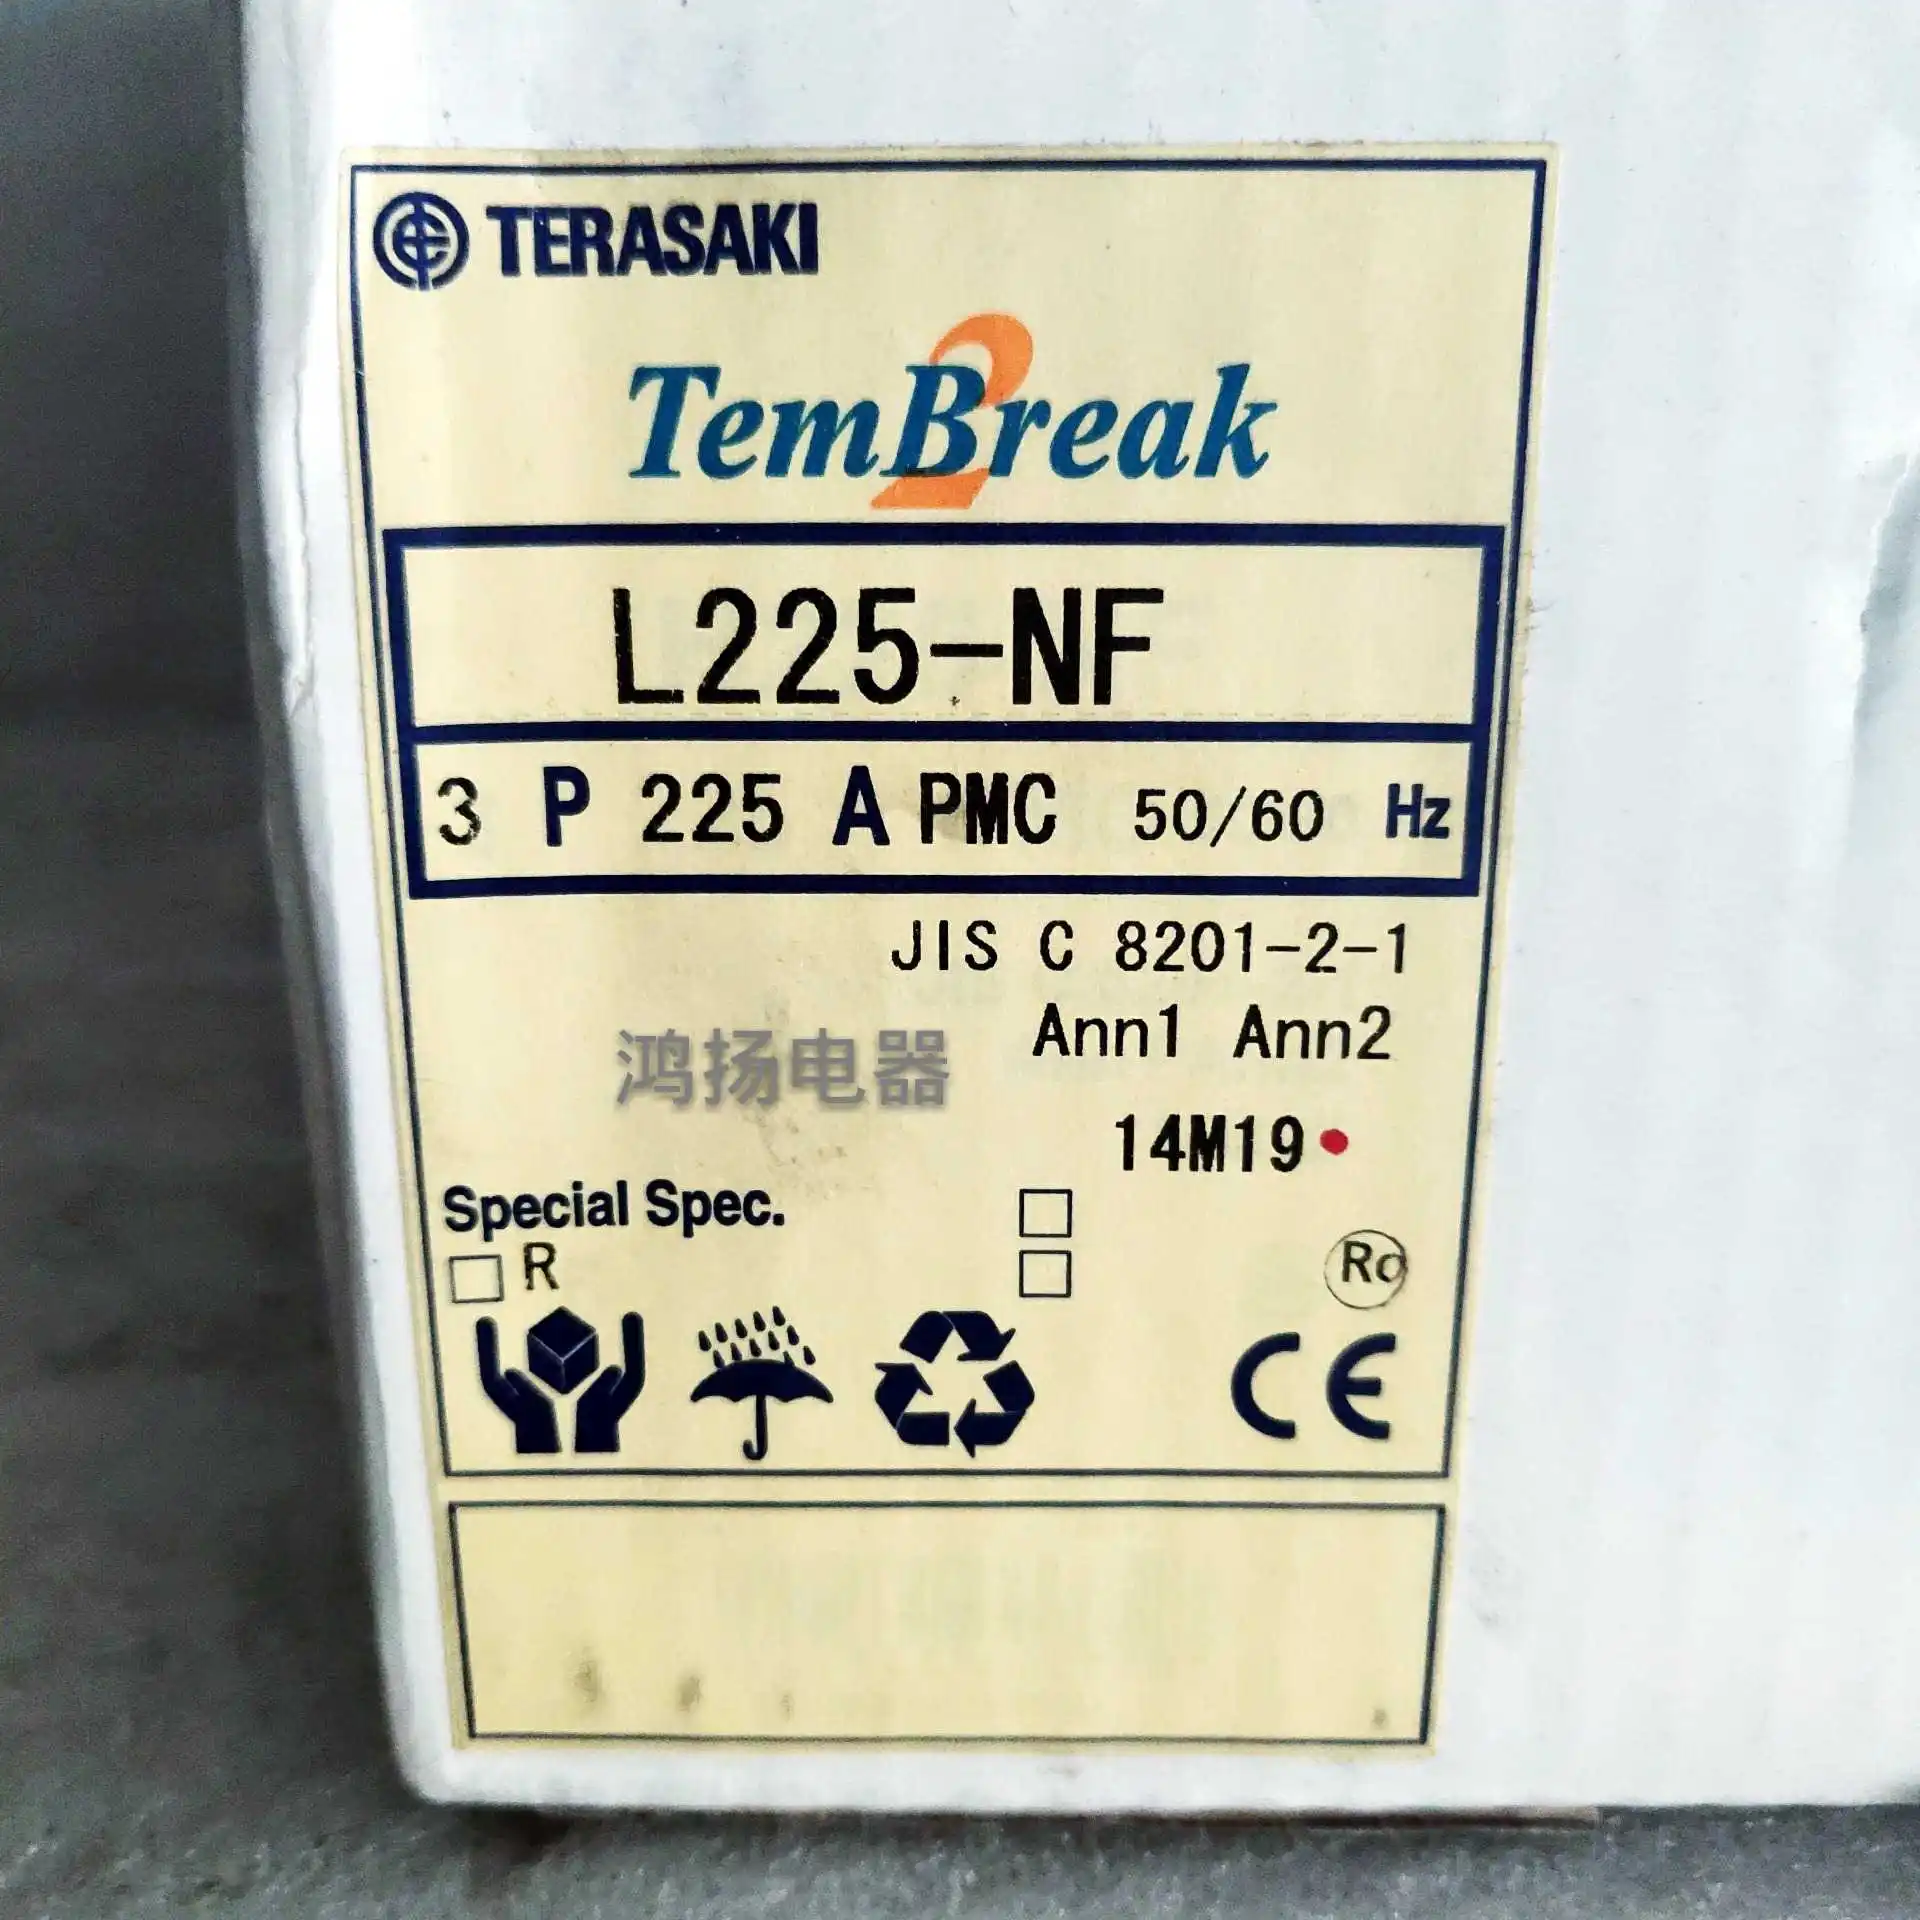 TERASAKI
TemBreak 2
L225-NF
3 P 225 A PMC 50/60 Hz
JIS C 8201-2-1
Ann1 Ann2
鸿扬电器
14M19
Special Spec.
R
Ro
CE